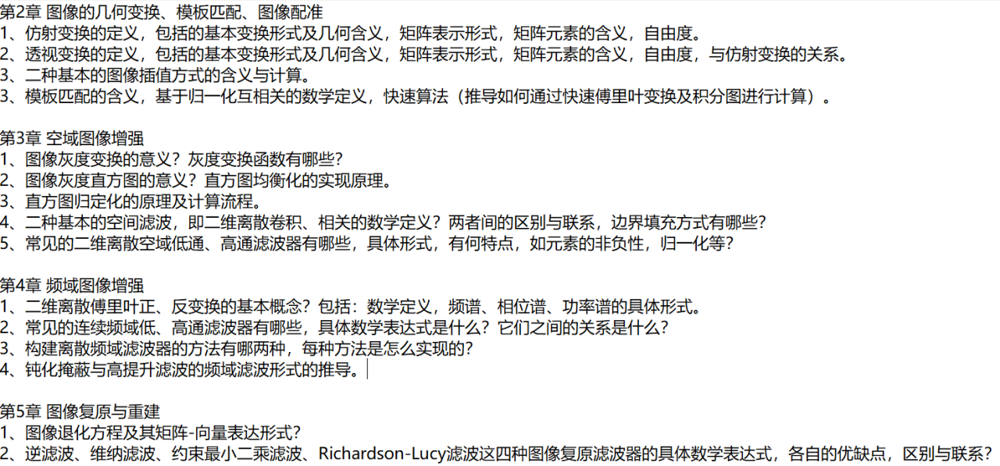 第2章 图像的几何变换、模板匹配、图像配准
1、仿射变换的定义，包括的基本变换形式及几何含义，矩阵表示形式，矩阵元素的含义，自由度。
2、透视变换的定义，包括的基本变换形式及几何含义，矩阵表示形式，矩阵元素的含义，自由度，与仿射变换的关系。
3、二种基本的图像插值方式的含义与计算。
3、模板匹配的含义，基于归一化互相关的数学定义，快速算法（推导如何通过快速傅里叶变换及积分图进行计算）。
第3章 空域图像增强
1、图像灰度变换的意义？灰度变换函数有哪些？
2、图像灰度直方图的意义？直方图均衡化的实现原理。
3、直方图归定化的原理及计算流程。
4、二种基本的空间滤波，即二维离散卷积、相关的数学定义？两者间的区别与联系，边界填充方式有哪些？
5、常见的二维离散空域低通、高通滤波器有哪些，具体形式，有何特点，如元素的非负性，归一化等？
第4章 频域图像增强
1、二维离散傅里叶正、反变换的基本概念？包括：数学定义，频谱、相位谱、功率谱的具体形式。
2、常见的连续频域低、高通滤波器有哪些，具体数学表达式是什么？它们之间的关系是什么？
3、构建离散频域滤波器的方法有哪两种，每种方法是怎么实现的？
4、钝化掩蔽与高提升滤波的频域滤波形式的推导。
第5章 图像复原与重建
1、图像退化方程及其矩阵-向量表达形式？
2、逆滤波、维纳滤波、约束最小二乘滤波、Richardson-Lucy滤波这四种图像复原滤波器的具体数学表达式，各自的优缺点，区别与联系？